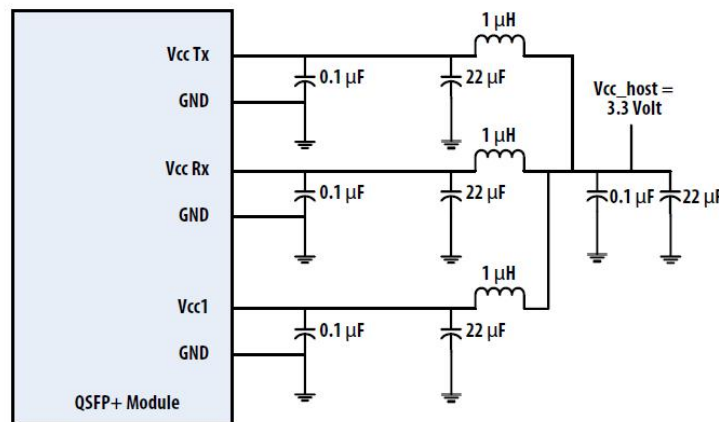 1 μH
Vcc Tx
0.1 μF
22 μF
GND
Vcc_host =
3.3 Volt
1 μH
Vcc Rx
0.1 μF
22 μF
0.1 μF
22 μF
GND
1 μH
Vcc1
0.1 μF
22 μF
GND
QSFP+ Module